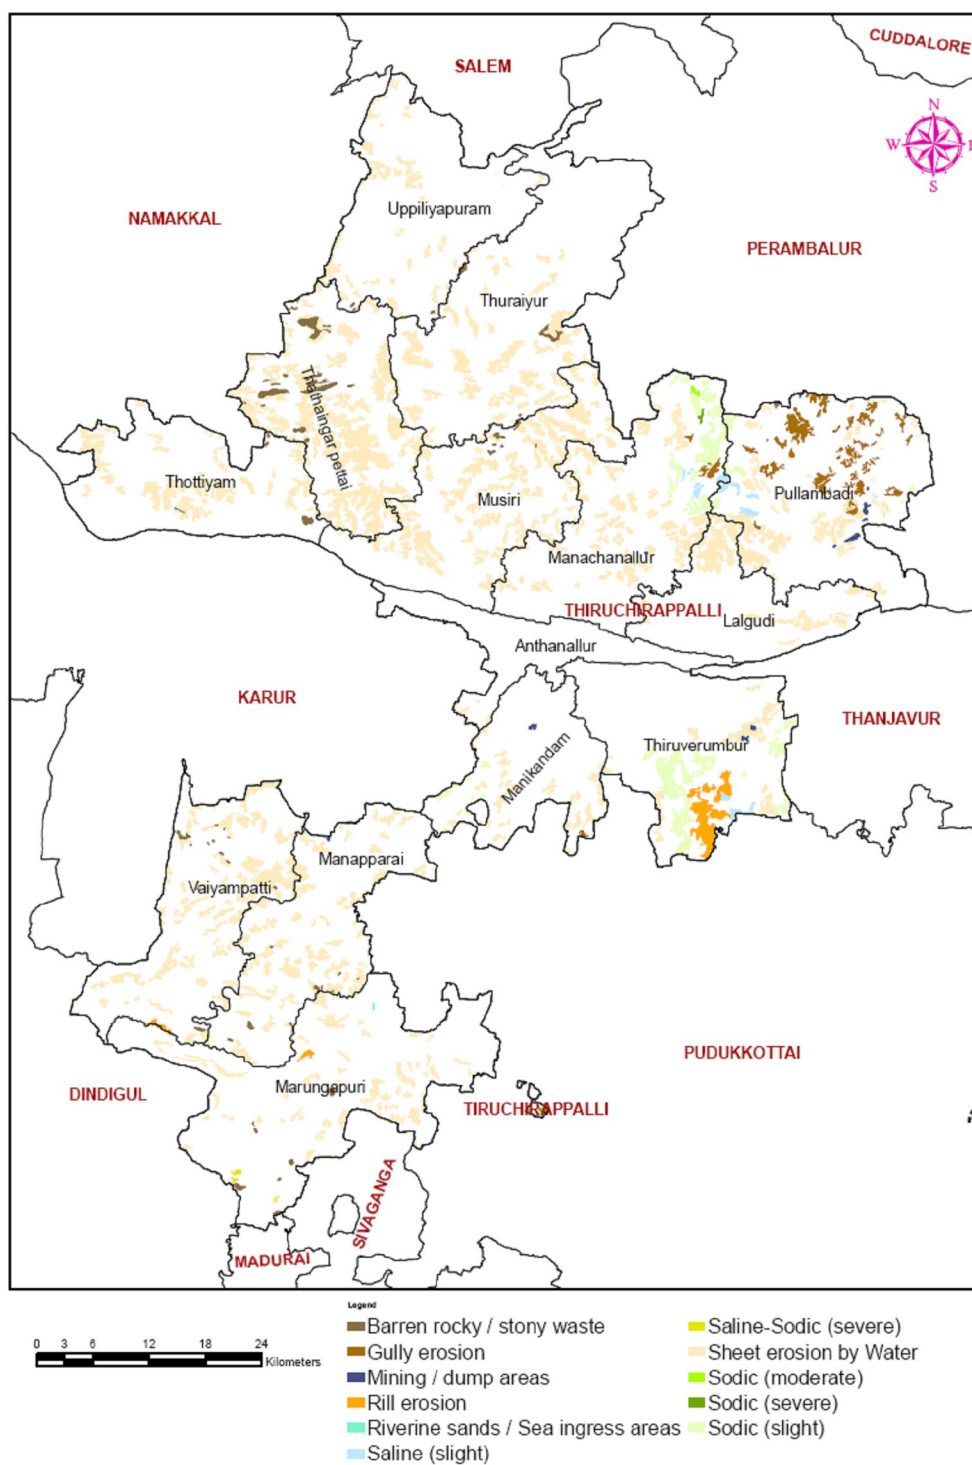 CUDDALORE
SALEM
N
W
E
S
NAMAKKAL
Uppiliyapuram
PERAMBALUR
Thuraiyur
Thathaingar pettai
Thottiyam
Musiri
Pullambadi
Manachanallur
THIRUCHIRAPPALLI
Lalgudi
Anthanallur
KARUR
THANJAVUR
Thiruverumbur
Manikandam
Manapparai
Vaiyampatti
PUDUKKOTTAI
DINDIGUL
Marungapuri
TIRUCHIRAPPALLI
SIVAGANGA
MADURAI
Legend
0 3 6 12 18 24
Kilometers
Barren rocky / stony waste
Gully erosion
Mining / dump areas
Rill erosion
Riverine sands / Sea ingress areas
Saline (slight)
Saline-Sodic (severe)
Sheet erosion by Water
Sodic (moderate)
Sodic (severe)
Sodic (slight)